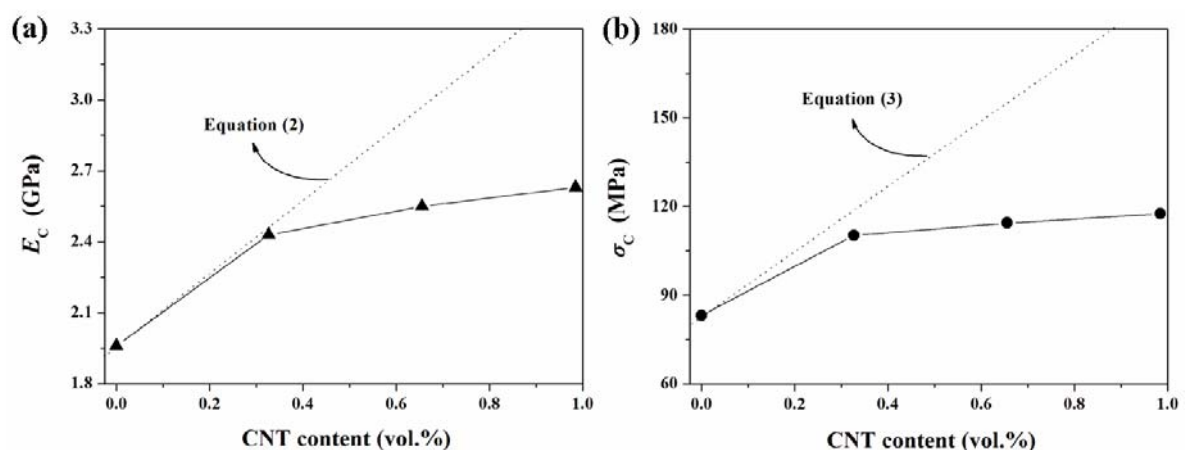 (a)
3.3
3.0
2.7
2.4
2.1
1.8
E_C (GPa)
Equation (2)
0.0 0.2 0.4 0.6 0.8 1.0
CNT content (vol.%)
(b)
180
150
120
90
60
σ_C (MPa)
Equation (3)
0.0 0.2 0.4 0.6 0.8 1.0
CNT content (vol.%)